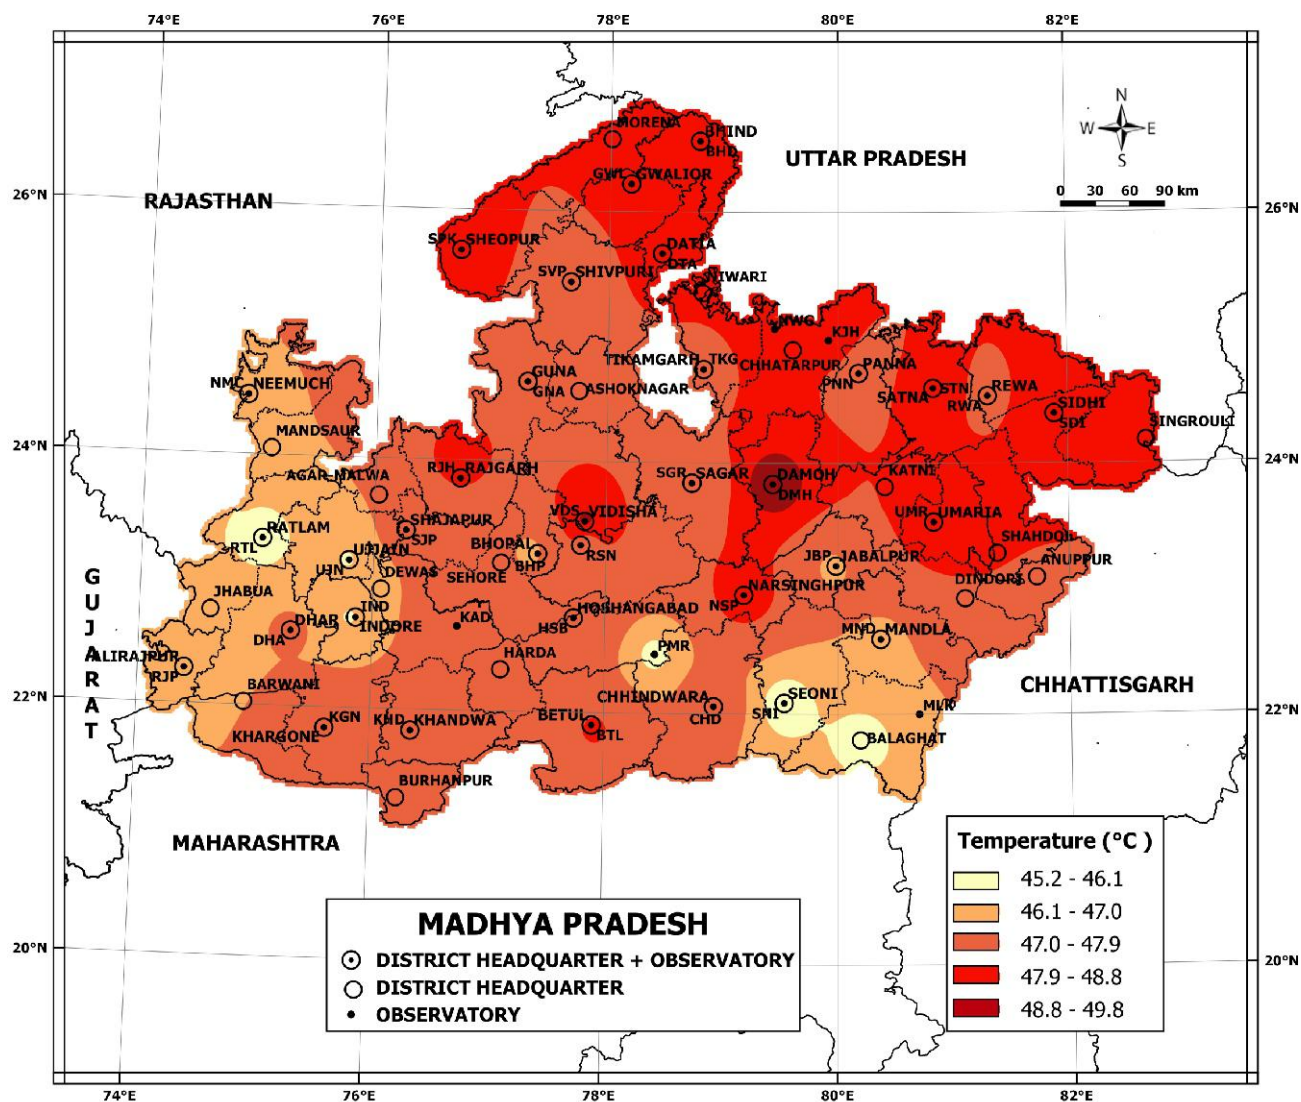 74°E 76°E 78°E 80°E 82°E
N
W E
S
0 30 60 90 km
26°N 26°N
24°N 24°N
22°N 22°N
20°N 20°N
RAJASTHAN
UTTAR PRADESH
GUJARAT
CHHATTISGARH
MAHARASHTRA
MORENA
BHIND
BHD
GWL GWALIOR
SPK SHEOPUR
DATIA
DTA
SVP SHIVPURI
NIWARI
NWG
KJH
TIKAMGARH TKG
CHHATARPUR
PANNA
PNN
GUNA
GNA
ASHOKNAGAR
NMC NEEMUCH
STN
SATNA
REWA
RWA
SIDHI
SDI
SINGROULI
MANDSAUR
AGAR-MALWA
RJH RAJGARH
SGR SAGAR
DAMOH
DMH
KATNI
RATLAM
RTL
SHAJAPUR
SJP
VDS VIDISHA
UMR UMARIA
SHAHDOL
UJJAIN
UJN
BHOPAL
BHP
RSN
SEHORE
JBP JABALPUR
ANUPPUR
DINDORI
DEWAS
JHABUA
IND
INDORE
DHAR
DHA
KAD
HOSHANGABAD
HSB
NARSINGHPUR
NSP
MND MANDLA
ALIRAJPUR
RJP
HARDA
PMR
BARWANI
KGN
KHARGONE
KND KHANDWA
BETUL
BTL
CHHINDWARA
CHD
SEONI
SNI
MLK
BALAGHAT
BURHANPUR
MADHYA PRADESH
DISTRICT HEADQUARTER + OBSERVATORY
DISTRICT HEADQUARTER
OBSERVATORY
Temperature (°C )
45.2 - 46.1
46.1 - 47.0
47.0 - 47.9
47.9 - 48.8
48.8 - 49.8
74°E 76°E 78°E 80°E 82°E